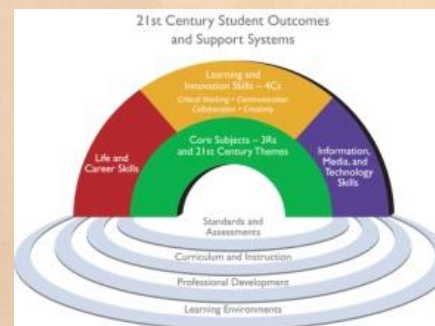 21st Century Student Outcomes
and Support Systems
Learning and
Innovation Skills – 4Cs
Critical Thinking • Communication
Collaboration • Creativity
Life and
Career Skills
Core Subjects – 3Rs
and 21st Century Themes
Information,
Media, and
Technology
Skills
Standards and
Assessments
Curriculum and Instruction
Professional Development
Learning Environments